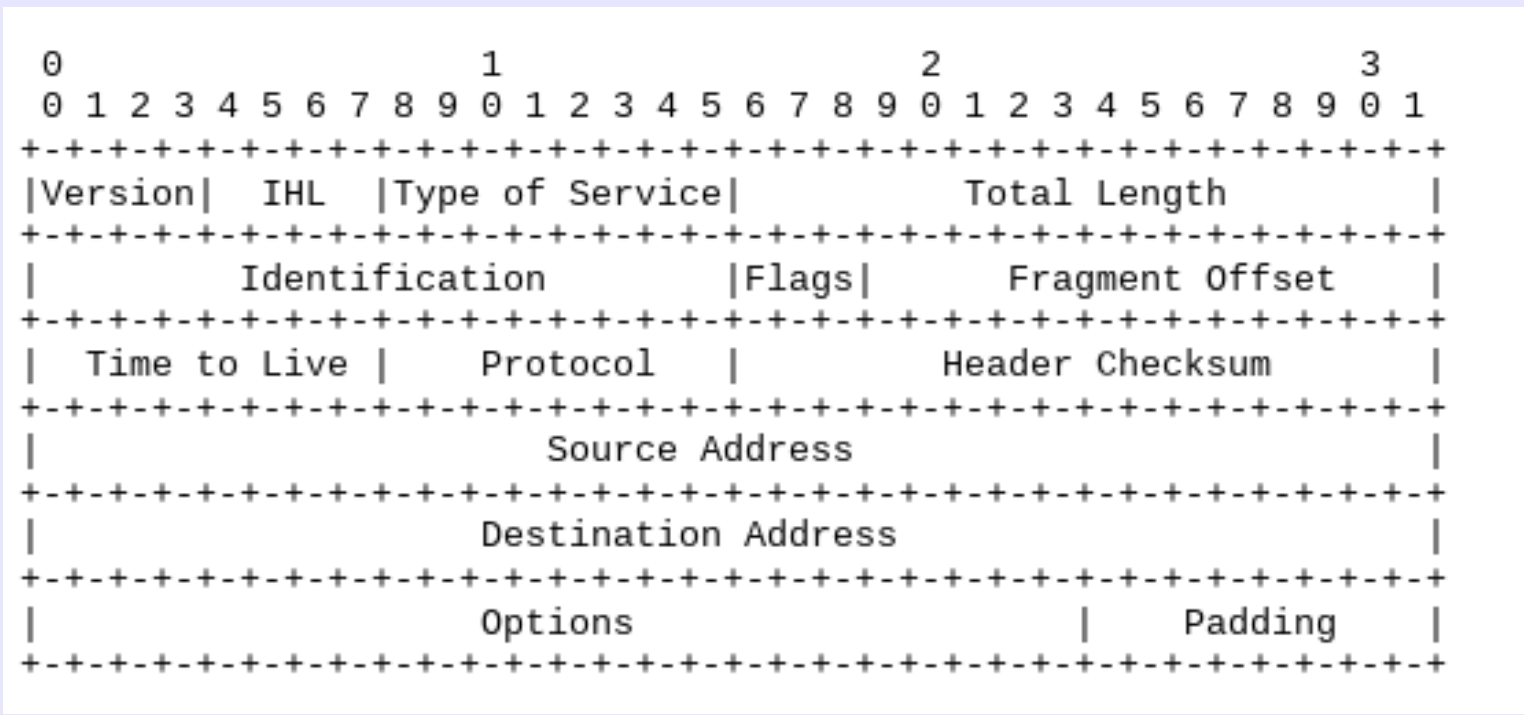 0                   1                   2                   3
 0 1 2 3 4 5 6 7 8 9 0 1 2 3 4 5 6 7 8 9 0 1 2 3 4 5 6 7 8 9 0 1
+-+-+-+-+-+-+-+-+-+-+-+-+-+-+-+-+-+-+-+-+-+-+-+-+-+-+-+-+-+-+-+-+
|Version|  IHL  |Type of Service|          Total Length         |
+-+-+-+-+-+-+-+-+-+-+-+-+-+-+-+-+-+-+-+-+-+-+-+-+-+-+-+-+-+-+-+-+
|         Identification        |Flags|      Fragment Offset    |
+-+-+-+-+-+-+-+-+-+-+-+-+-+-+-+-+-+-+-+-+-+-+-+-+-+-+-+-+-+-+-+-+
|  Time to Live |    Protocol   |         Header Checksum       |
+-+-+-+-+-+-+-+-+-+-+-+-+-+-+-+-+-+-+-+-+-+-+-+-+-+-+-+-+-+-+-+-+
|                       Source Address                          |
+-+-+-+-+-+-+-+-+-+-+-+-+-+-+-+-+-+-+-+-+-+-+-+-+-+-+-+-+-+-+-+-+
|                    Destination Address                        |
+-+-+-+-+-+-+-+-+-+-+-+-+-+-+-+-+-+-+-+-+-+-+-+-+-+-+-+-+-+-+-+-+
|                    Options                    |    Padding    |
+-+-+-+-+-+-+-+-+-+-+-+-+-+-+-+-+-+-+-+-+-+-+-+-+-+-+-+-+-+-+-+-+